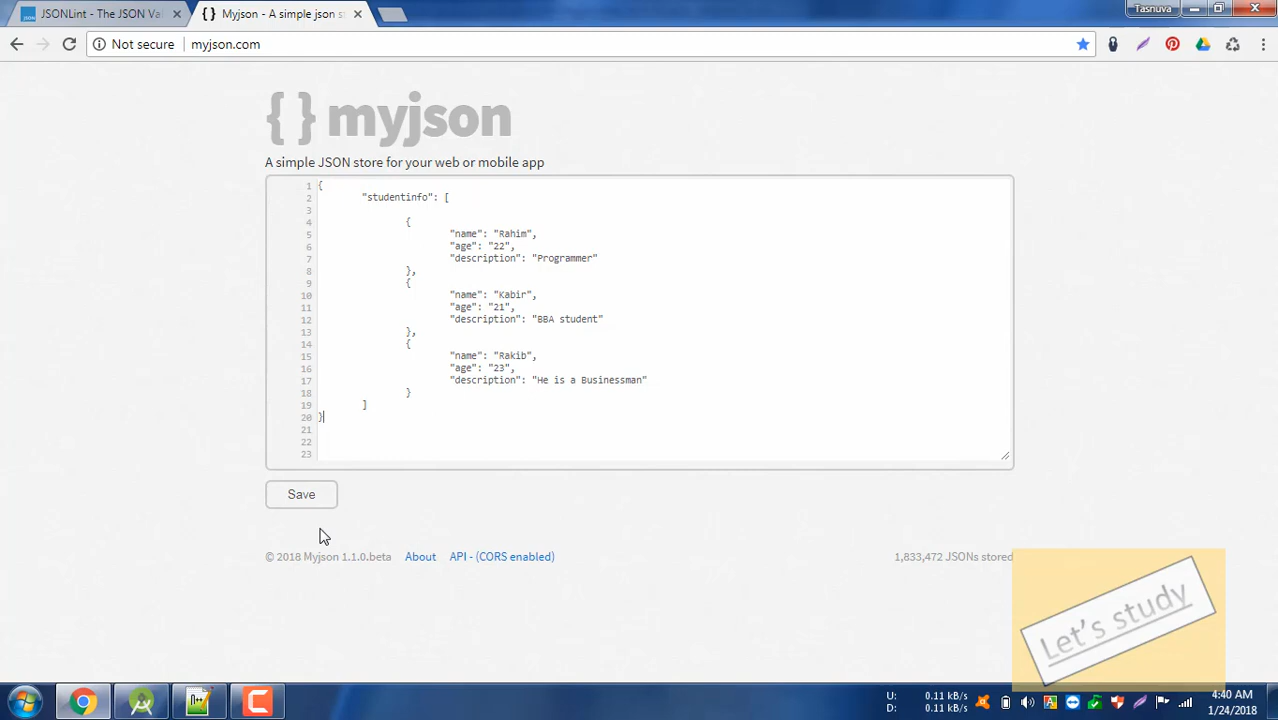 JSONLint - The JSON Va
{ } Myjson - A simple json s
Tasnuva
Not secure | myjson.com
{ } myjson
A simple JSON store for your web or mobile app
1 {
2 "studentinfo": [
3
4 {
5 "name": "Rahim",
6 "age": "22",
7 "description": "Programmer"
8 },
9 {
10 "name": "Kabir",
11 "age": "21",
12 "description": "BBA student"
13 },
14 {
15 "name": "Rakib",
16 "age": "23",
17 "description": "He is a Businessman"
18 }
19 ]
20 }
21
22
23
Save
© 2018 Myjson 1.1.0.beta About API - (CORS enabled) 1,833,472 JSONs stored
Let's study
U: 0.11 kB/s
D: 0.11 kB/s
4:40 AM
1/24/2018